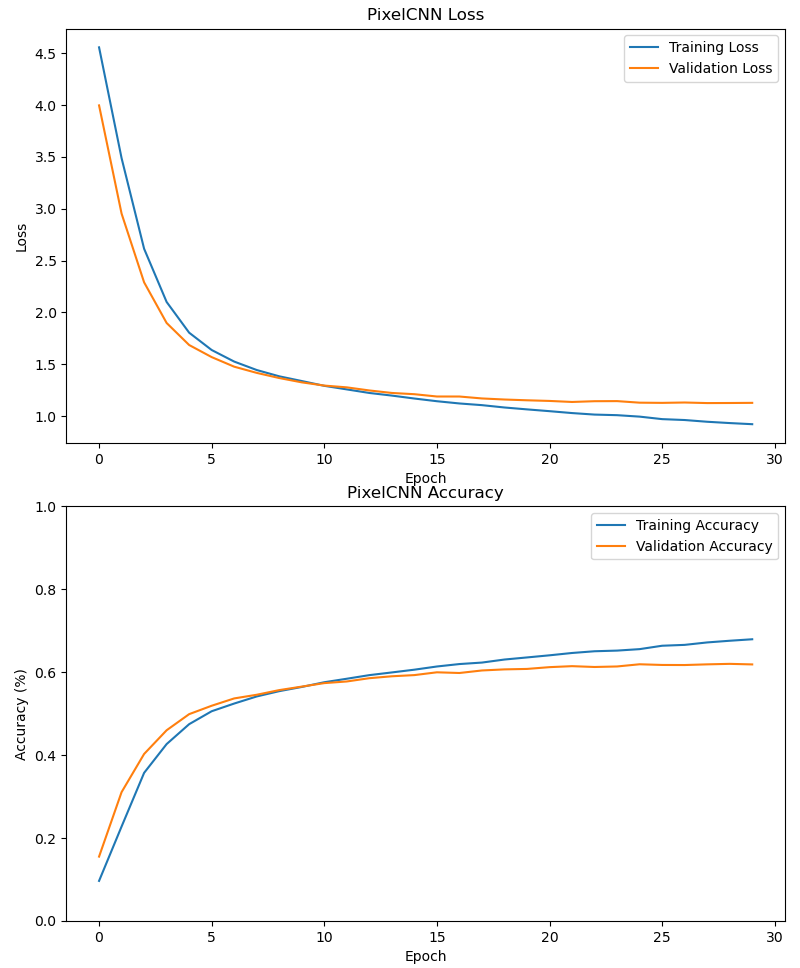 PixelCNN Loss
Training Loss
Validation Loss
4.5
4.0
3.5
3.0
2.5
2.0
1.5
1.0
Loss
0 5 10 15 20 25 30
Epoch
PixelCNN Accuracy
Training Accuracy
Validation Accuracy
1.0
0.8
0.6
0.4
0.2
0.0
Accuracy (%)
0 5 10 15 20 25 30
Epoch